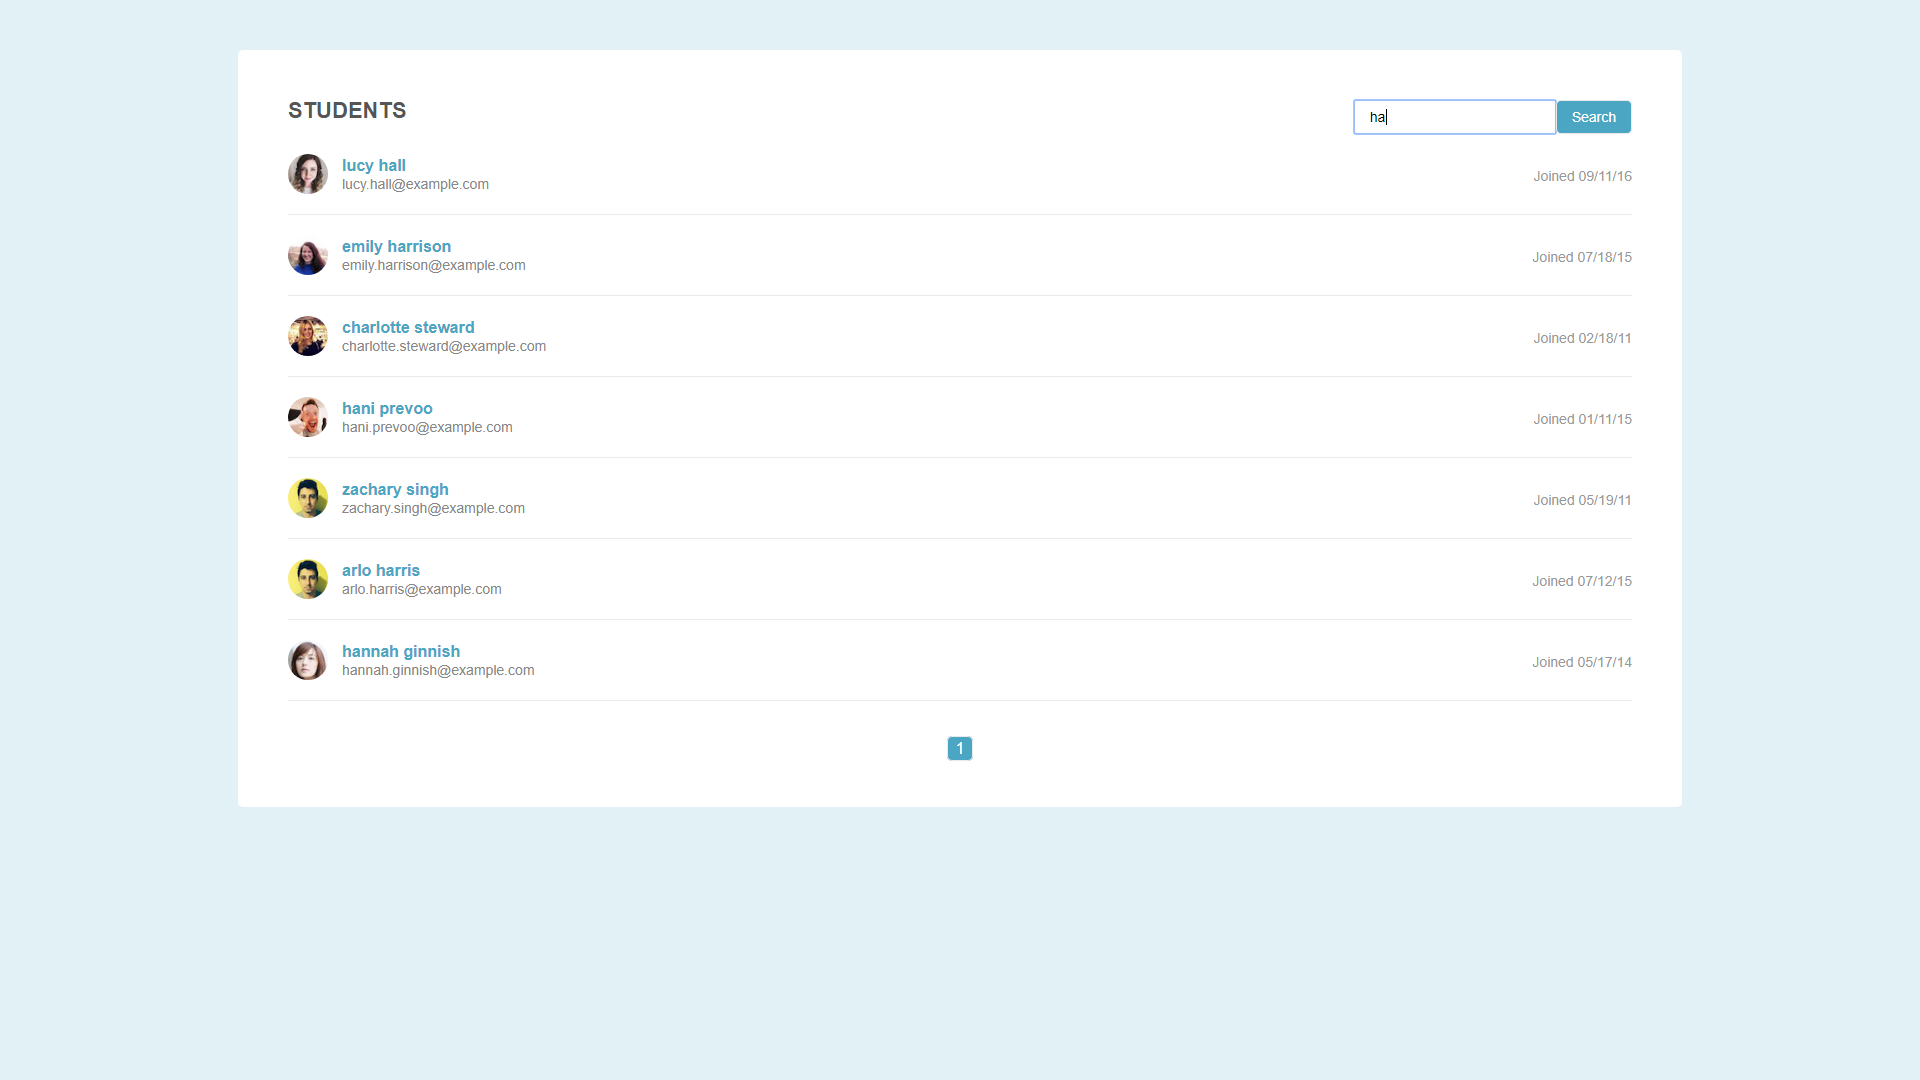 STUDENTS
ha
Search
lucy hall
lucy.hall@example.com
Joined 09/11/16
emily harrison
emily.harrison@example.com
Joined 07/18/15
charlotte steward
charlotte.steward@example.com
Joined 02/18/11
hani prevoo
hani.prevoo@example.com
Joined 01/11/15
zachary singh
zachary.singh@example.com
Joined 05/19/11
arlo harris
arlo.harris@example.com
Joined 07/12/15
hannah ginnish
hannah.ginnish@example.com
Joined 05/17/14
1